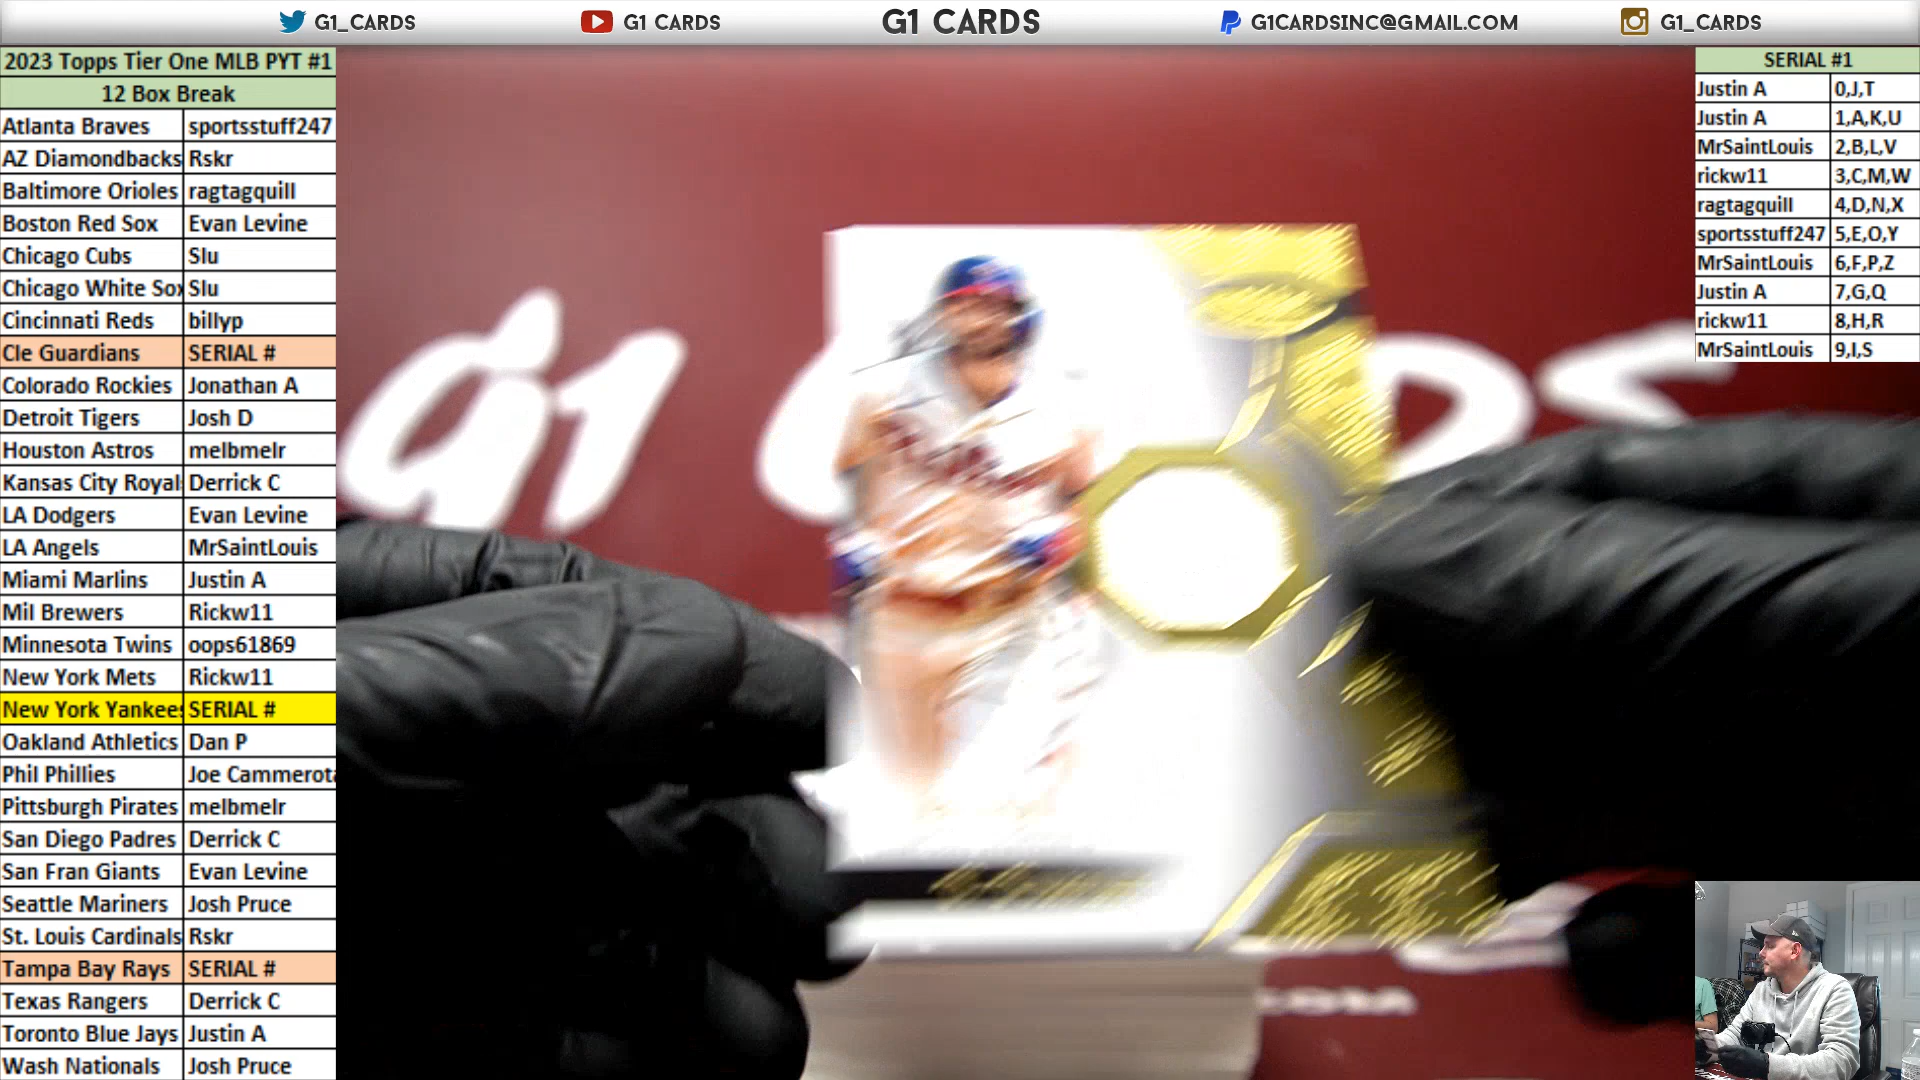 G1_CARDS
G1 CARDS
G1 CARDS
G1CARDSINC@GMAIL.COM
G1_CARDS
2023 Topps Tier One MLB PYT #1
12 Box Break
Atlanta Braves sportsstuff247
AZ Diamondbacks Rskr
Baltimore Orioles ragtagquill
Boston Red Sox Evan Levine
Chicago Cubs Slu
Chicago White Sox Slu
Cincinnati Reds billyp
Cle Guardians SERIAL #
Colorado Rockies Jonathan A
Detroit Tigers Josh D
Houston Astros melbmelr
Kansas City Royals Derrick C
LA Dodgers Evan Levine
LA Angels MrSaintLouis
Miami Marlins Justin A
Mil Brewers Rickw11
Minnesota Twins oops61869
New York Mets Rickw11
New York Yankees SERIAL #
Oakland Athletics Dan P
Phil Phillies Joe Cammerota
Pittsburgh Pirates melbmelr
San Diego Padres Derrick C
San Fran Giants Evan Levine
Seattle Mariners Josh Pruce
St. Louis Cardinals Rskr
Tampa Bay Rays SERIAL #
Texas Rangers Derrick C
Toronto Blue Jays Justin A
Wash Nationals Josh Pruce
SERIAL #1
Justin A 0,J,T
Justin A 1,A,K,U
MrSaintLouis 2,B,L,V
rickw11 3,C,M,W
ragtagquill 4,D,N,X
sportsstuff247 5,E,O,Y
MrSaintLouis 6,F,P,Z
Justin A 7,G,Q
rickw11 8,H,R
MrSaintLouis 9,I,S
G1 CARDS